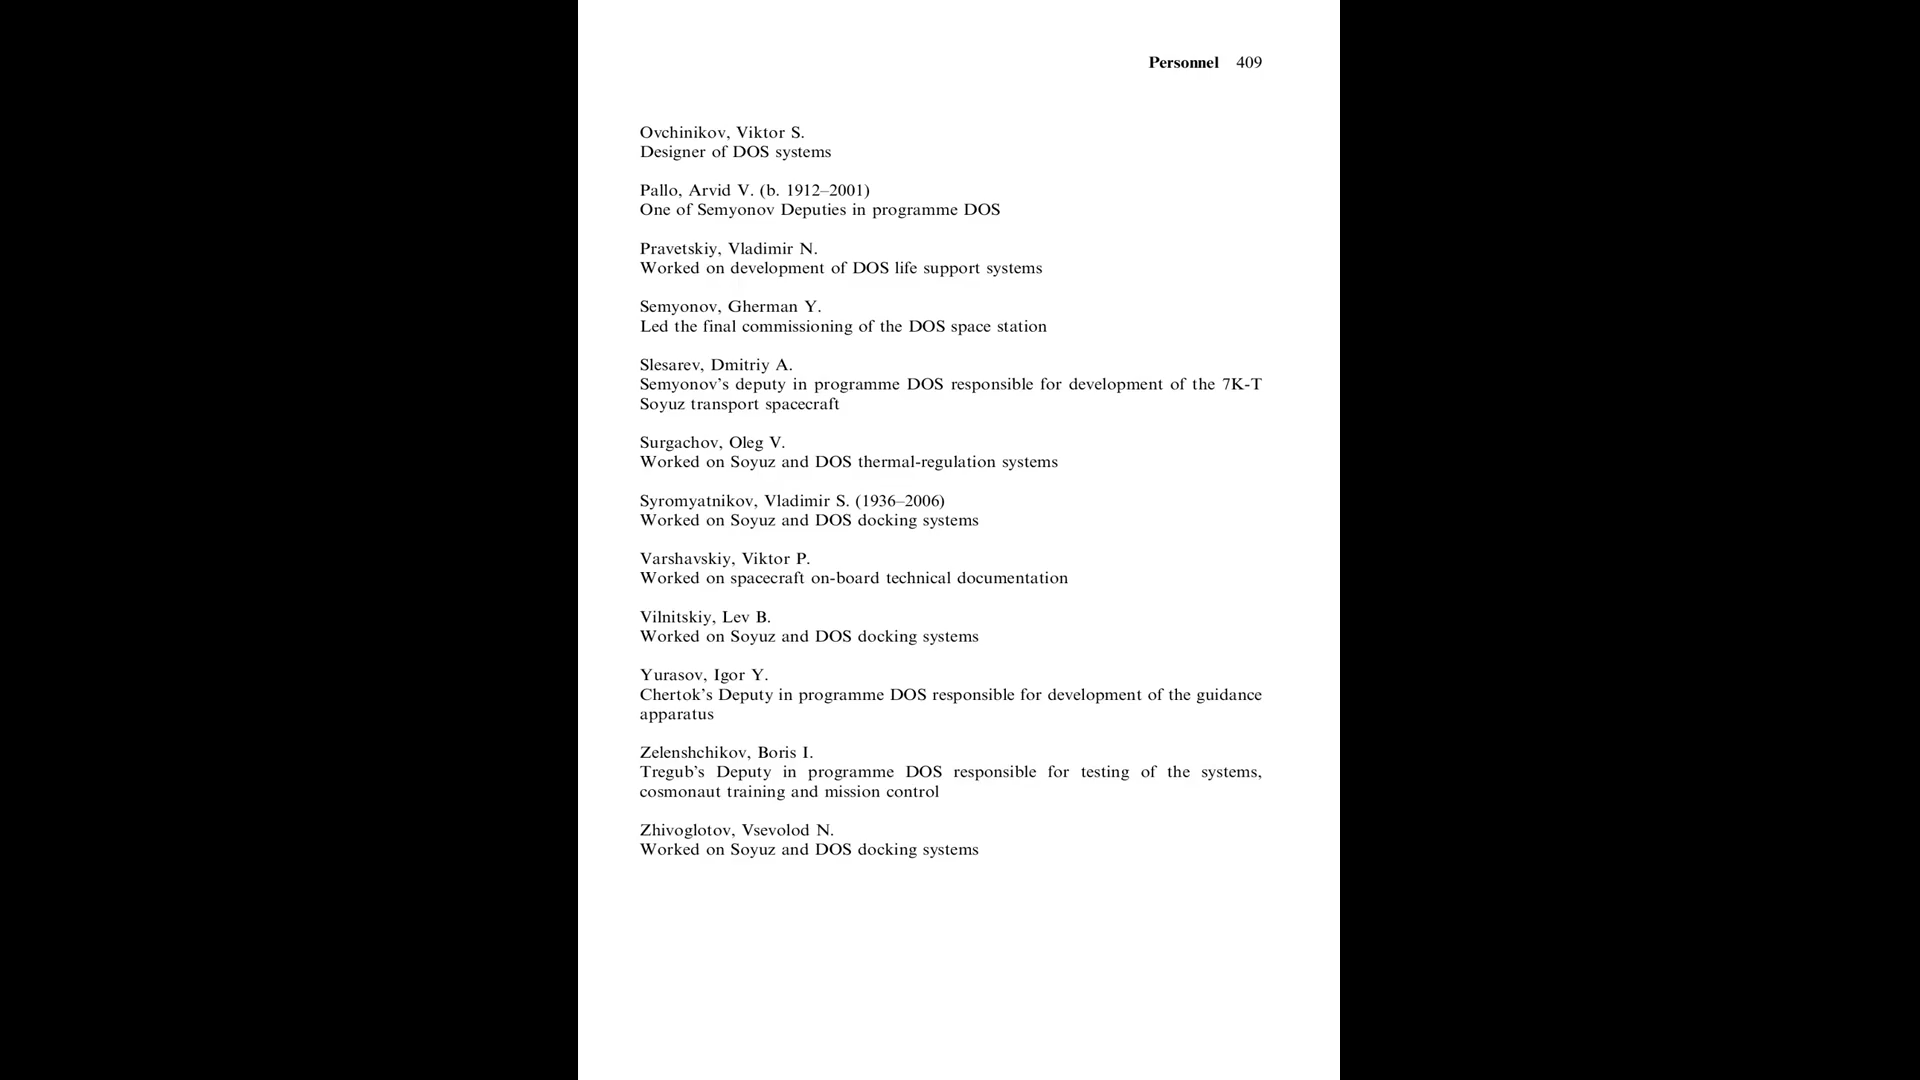 Personnel 409
Ovchinikov, Viktor S.
Designer of DOS systems
Pallo, Arvid V. (b. 1912–2001)
One of Semyonov Deputies in programme DOS
Pravetskiy, Vladimir N.
Worked on development of DOS life support systems
Semyonov, Gherman Y.
Led the final commissioning of the DOS space station
Slesarev, Dmitriy A.
Semyonov’s deputy in programme DOS responsible for development of the 7K-T
Soyuz transport spacecraft
Surgachov, Oleg V.
Worked on Soyuz and DOS thermal-regulation systems
Syromyatnikov, Vladimir S. (1936–2006)
Worked on Soyuz and DOS docking systems
Varshavskiy, Viktor P.
Worked on spacecraft on-board technical documentation
Vilnitskiy, Lev B.
Worked on Soyuz and DOS docking systems
Yurasov, Igor Y.
Chertok’s Deputy in programme DOS responsible for development of the guidance
apparatus
Zelenshchikov, Boris I.
Tregub’s Deputy in programme DOS responsible for testing of the systems,
cosmonaut training and mission control
Zhivoglotov, Vsevolod N.
Worked on Soyuz and DOS docking systems